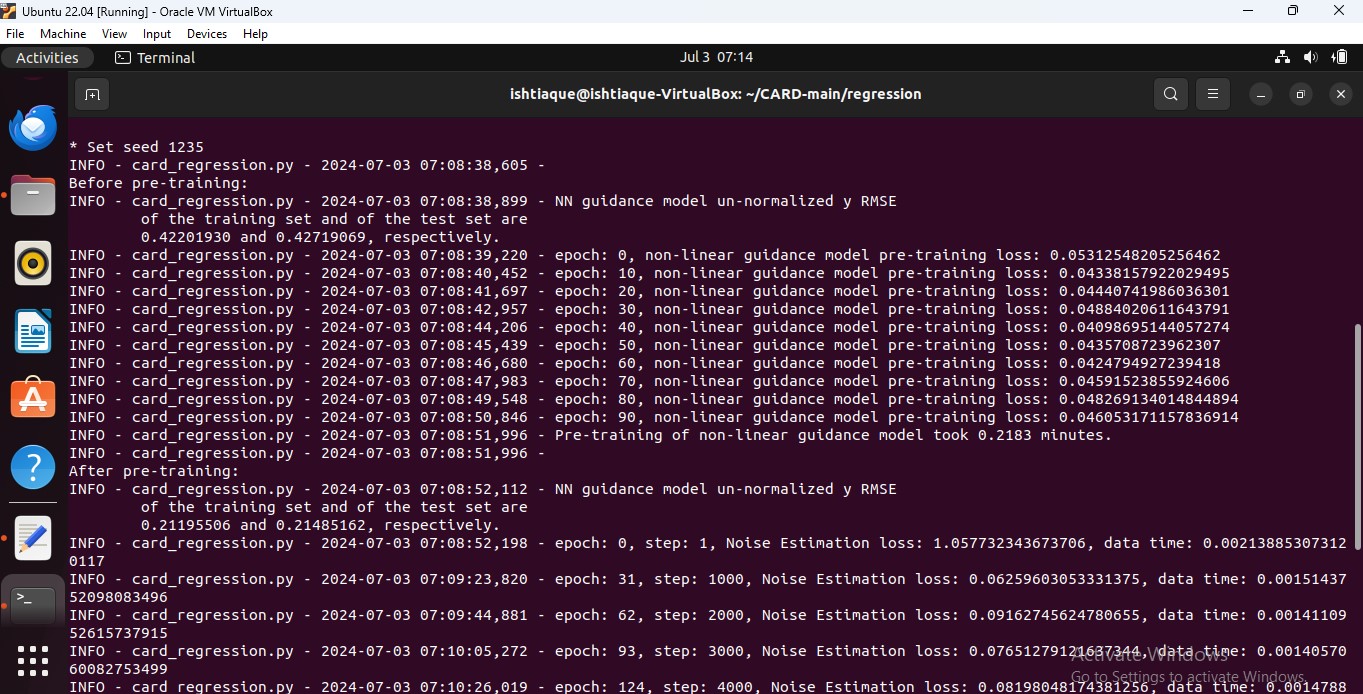 Ubuntu 22.04 [Running] - Oracle VM VirtualBox
File Machine View Input Devices Help
Activities Terminal Jul 3 07:14
ishtiaque@ishtiaque-VirtualBox: ~/CARD-main/regression
* Set seed 1235
INFO - card_regression.py - 2024-07-03 07:08:38,605 -
Before pre-training:
INFO - card_regression.py - 2024-07-03 07:08:38,899 - NN guidance model un-normalized y RMSE
of the training set and of the test set are
0.42201930 and 0.42719069, respectively.
INFO - card_regression.py - 2024-07-03 07:08:39,220 - epoch: 0, non-linear guidance model pre-training loss: 0.05312548205256462
INFO - card_regression.py - 2024-07-03 07:08:40,452 - epoch: 10, non-linear guidance model pre-training loss: 0.04338157922029495
INFO - card_regression.py - 2024-07-03 07:08:41,697 - epoch: 20, non-linear guidance model pre-training loss: 0.04440741986036301
INFO - card_regression.py - 2024-07-03 07:08:42,957 - epoch: 30, non-linear guidance model pre-training loss: 0.04884020611643791
INFO - card_regression.py - 2024-07-03 07:08:44,206 - epoch: 40, non-linear guidance model pre-training loss: 0.04098695144057274
INFO - card_regression.py - 2024-07-03 07:08:45,439 - epoch: 50, non-linear guidance model pre-training loss: 0.0435708723962307
INFO - card_regression.py - 2024-07-03 07:08:46,680 - epoch: 60, non-linear guidance model pre-training loss: 0.0424794927239418
INFO - card_regression.py - 2024-07-03 07:08:47,983 - epoch: 70, non-linear guidance model pre-training loss: 0.04591523855924606
INFO - card_regression.py - 2024-07-03 07:08:49,548 - epoch: 80, non-linear guidance model pre-training loss: 0.048269134014844894
INFO - card_regression.py - 2024-07-03 07:08:50,846 - epoch: 90, non-linear guidance model pre-training loss: 0.046053171157836914
INFO - card_regression.py - 2024-07-03 07:08:51,996 - Pre-training of non-linear guidance model took 0.2183 minutes.
INFO - card_regression.py - 2024-07-03 07:08:51,996 -
After pre-training:
INFO - card_regression.py - 2024-07-03 07:08:52,112 - NN guidance model un-normalized y RMSE
of the training set and of the test set are
0.21195506 and 0.21485162, respectively.
INFO - card_regression.py - 2024-07-03 07:08:52,198 - epoch: 0, step: 1, Noise Estimation loss: 1.057732343673706, data time: 0.00213885307312
0117
INFO - card_regression.py - 2024-07-03 07:09:23,820 - epoch: 31, step: 1000, Noise Estimation loss: 0.06259603053331375, data time: 0.00151437
52098083496
INFO - card_regression.py - 2024-07-03 07:09:44,881 - epoch: 62, step: 2000, Noise Estimation loss: 0.09162745624780655, data time: 0.00141109
52615737915
INFO - card_regression.py - 2024-07-03 07:10:05,272 - epoch: 93, step: 3000, Noise Estimation loss: 0.07651279121637344, data time: 0.00140570
60082753499
INFO - card_regression.py - 2024-07-03 07:10:26,019 - epoch: 124, step: 4000, Noise Estimation loss: 0.08198048174381256, data time: 0.0014788
Activate Windows
Go to Settings to activate Windows.